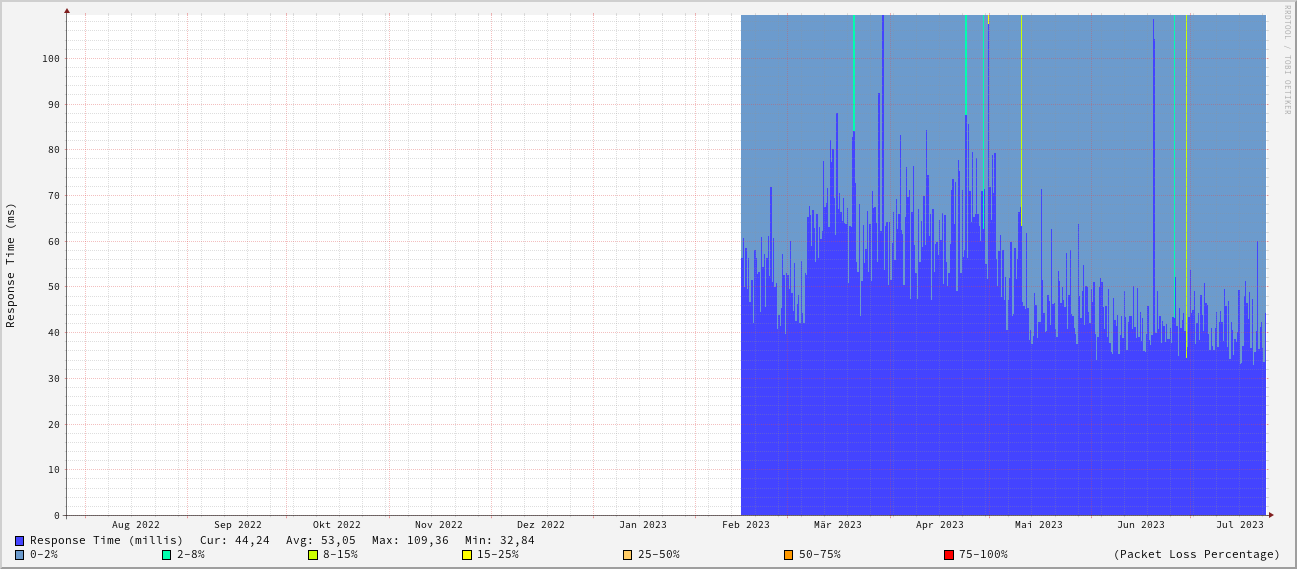 RRDTOOL / TOBI OETIKER
Response Time (ms)
100
90
80
70
60
50
40
30
20
10
0
Aug 2022 Sep 2022 Okt 2022 Nov 2022 Dez 2022 Jan 2023 Feb 2023 Mär 2023 Apr 2023 Mai 2023 Jun 2023 Jul 2023
Response Time (millis) Cur: 44,24 Avg: 53,05 Max: 109,36 Min: 32,84
0-2% 2-8% 8-15% 15-25% 25-50% 50-75% 75-100% (Packet Loss Percentage)